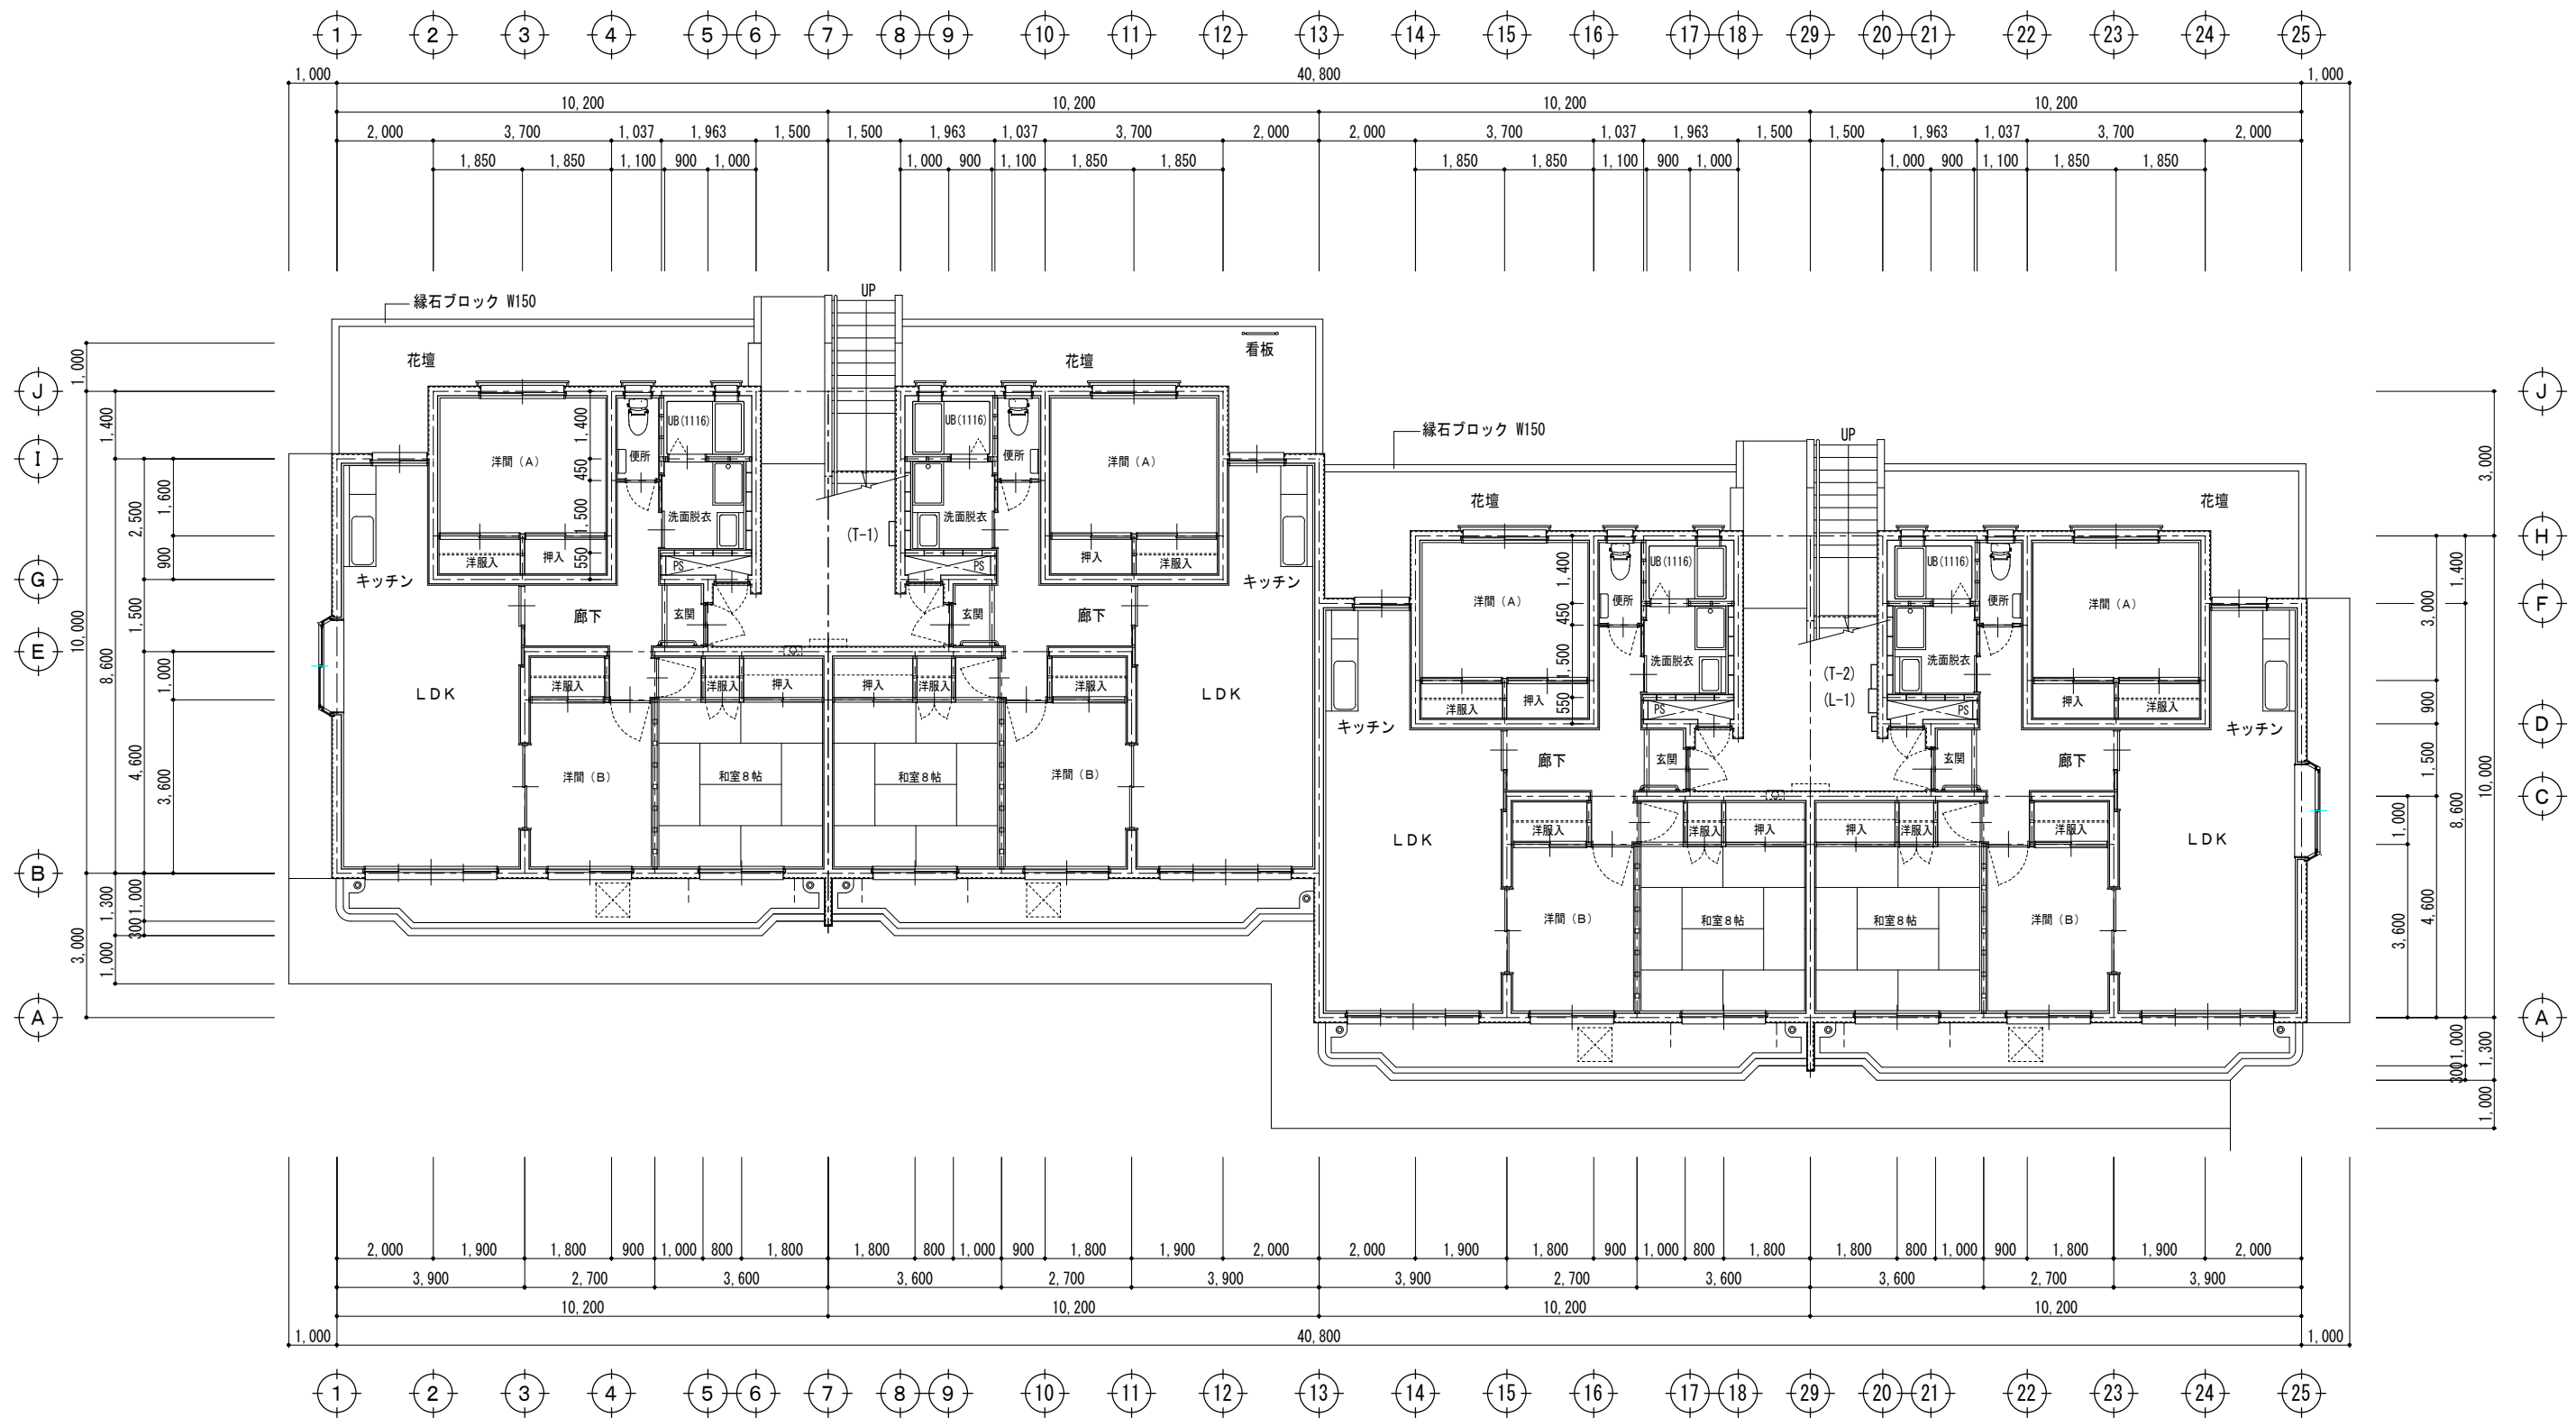 1 2 3 4 5 6 7 8 9 10 11 12 13 14 15 16 17 18 29 20 21 22 23 24 25
1,000 40,800 1,000
10,200 10,200 10,200 10,200
2,000 3,700 1,037 1,963 1,500 1,500 1,963 1,037 3,700 2,000 2,000 3,700 1,037 1,963 1,500 1,500 1,963 1,037 3,700 2,000
1,850 1,850 1,100 900 1,000 1,000 900 1,100 1,850 1,850 1,850 1,850 1,100 900 1,000 1,000 900 1,100 1,850 1,850
J
I
G
E
B
A
1,000
10,000
3,000
1,400
8,600
1,300
1,000
2,500
1,500
4,600
1,000
300
1,600
900
1,000
3,600
縁石ブロック W150
UP
花壇
花壇
看板
洋間(A)
1,400
450
1,500
550
便所
UB(1116)
洗面脱衣
PS
洋服入
押入
キッチン
廊下
玄関
(T-1)
UB(1116)
便所
洗面脱衣
PS
洋間(A)
押入
洋服入
キッチン
玄関
廊下
LDK
洋服入
洋服入
押入
押入
洋服入
洋服入
LDK
洋間(B)
和室8帖
和室8帖
洋間(B)
縁石ブロック W150
UP
花壇
花壇
洋間(A)
1,400
450
1,500
550
便所
UB(1116)
洗面脱衣
PS
洋服入
押入
キッチン
廊下
玄関
(T-2)
(L-1)
UB(1116)
便所
洗面脱衣
PS
洋間(A)
押入
洋服入
キッチン
玄関
廊下
LDK
洋服入
洋服入
押入
押入
洋服入
洋服入
LDK
洋間(B)
和室8帖
和室8帖
洋間(B)
J
H
F
D
C
A
3,000
10,000
1,300
1,000
1,400
8,600
1,000
300
3,000
900
1,500
4,600
1,000
3,600
2,000 1,900 1,800 900 1,000 800 1,800 1,800 800 1,000 900 1,800 1,900 2,000 2,000 1,900 1,800 900 1,000 800 1,800 1,800 800 1,000 900 1,800 1,900 2,000
3,900 2,700 3,600 3,600 2,700 3,900 3,900 2,700 3,600 3,600 2,700 3,900
10,200 10,200 10,200 10,200
1,000 40,800 1,000
1 2 3 4 5 6 7 8 9 10 11 12 13 14 15 16 17 18 29 20 21 22 23 24 25